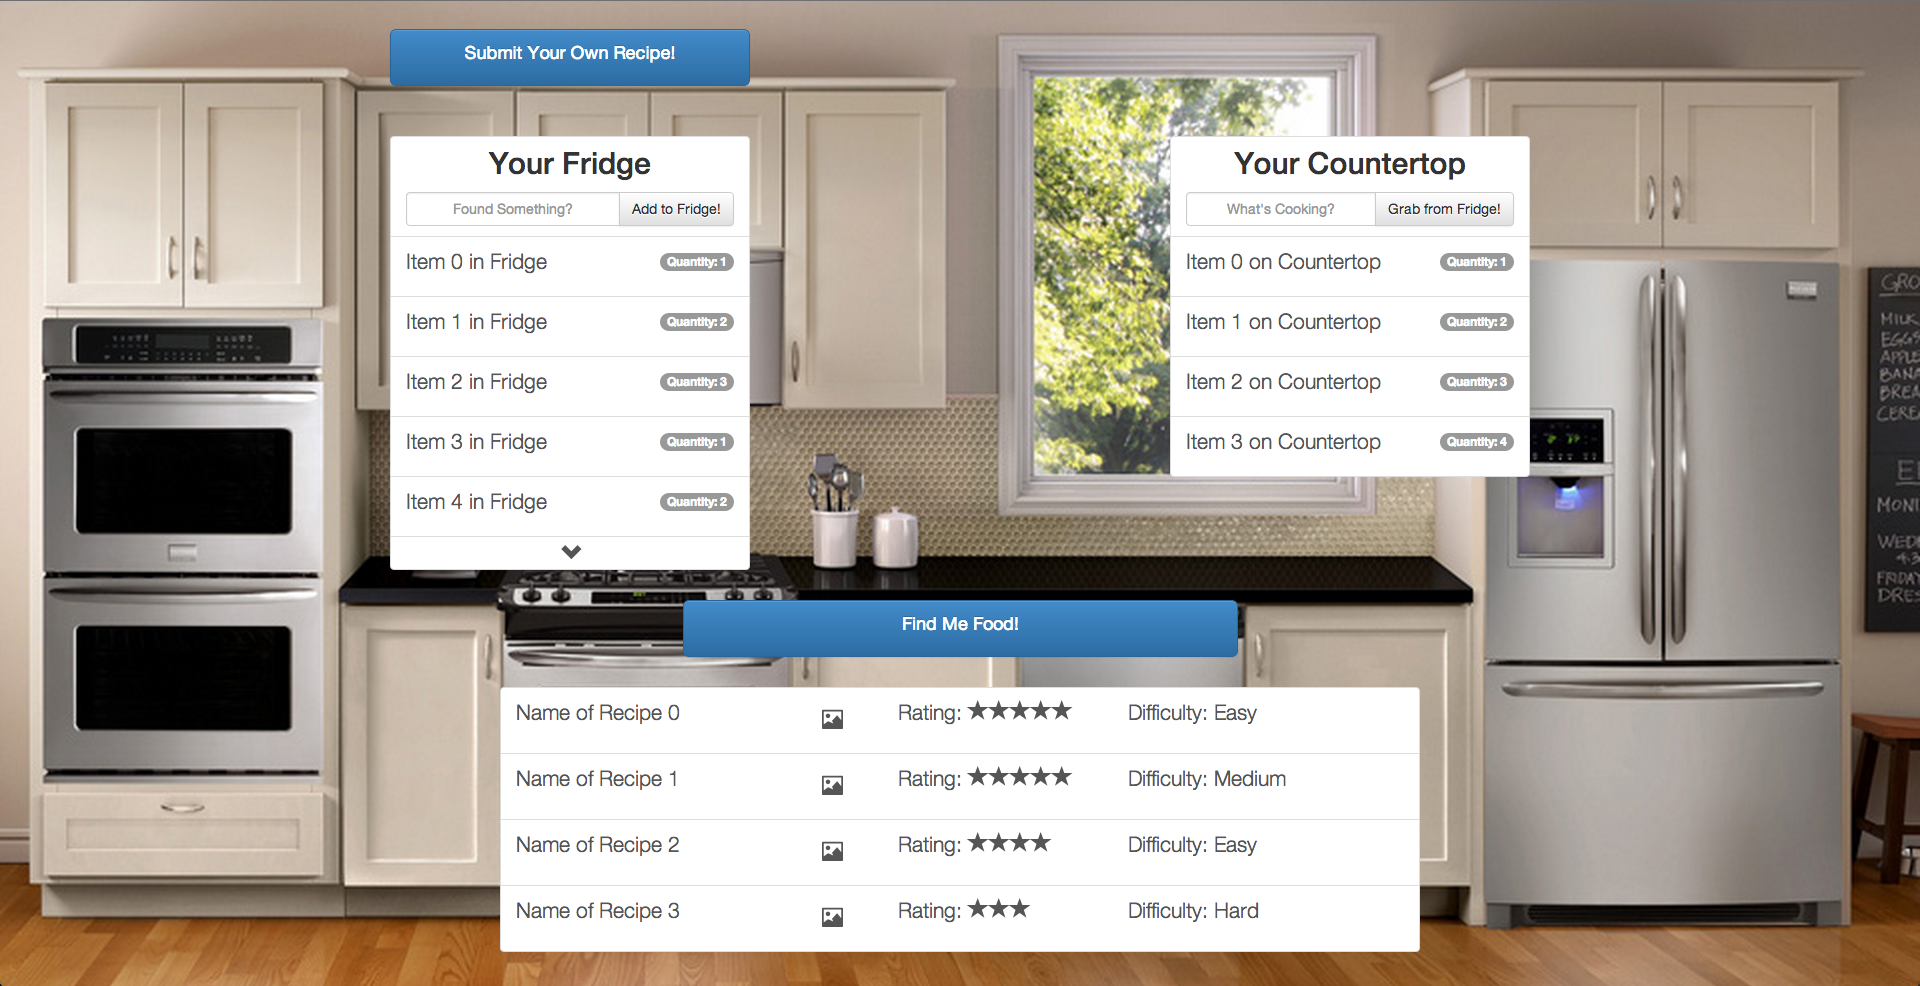 Submit Your Own Recipe!
Your Fridge
Found Something? Add to Fridge!
Item 0 in Fridge Quantity: 1
Item 1 in Fridge Quantity: 2
Item 2 in Fridge Quantity: 3
Item 3 in Fridge Quantity: 1
Item 4 in Fridge Quantity: 2
Your Countertop
What's Cooking? Grab from Fridge!
Item 0 on Countertop Quantity: 1
Item 1 on Countertop Quantity: 2
Item 2 on Countertop Quantity: 3
Item 3 on Countertop Quantity: 4
GRO
MILK
EGGS
APPLE
BANA
BREA
CEREA
MONI
WEDN
4:3
FRIDA
DRES
Find Me Food!
Name of Recipe 0 Rating: ★★★★★ Difficulty: Easy
Name of Recipe 1 Rating: ★★★★★ Difficulty: Medium
Name of Recipe 2 Rating: ★★★★ Difficulty: Easy
Name of Recipe 3 Rating: ★★★ Difficulty: Hard